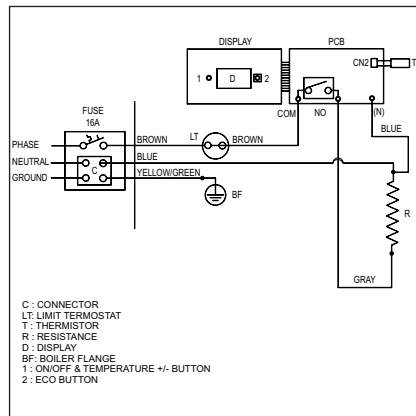 DISPLAY PCB
1 D 2 CN2 T
FUSE
16A
COM NO (N)
PHASE BROWN LT BROWN BLUE
NEUTRAL BLUE
C
GROUND YELLOW/GREEN
BF R
GRAY
C : CONNECTOR
LT: LIMIT TERMOSTAT
T : THERMISTOR
R : RESISTANCE
D : DISPLAY
BF: BOILER FLANGE
1 : ON/OFF & TEMPERATURE +/- BUTTON
2 : ECO BUTTON